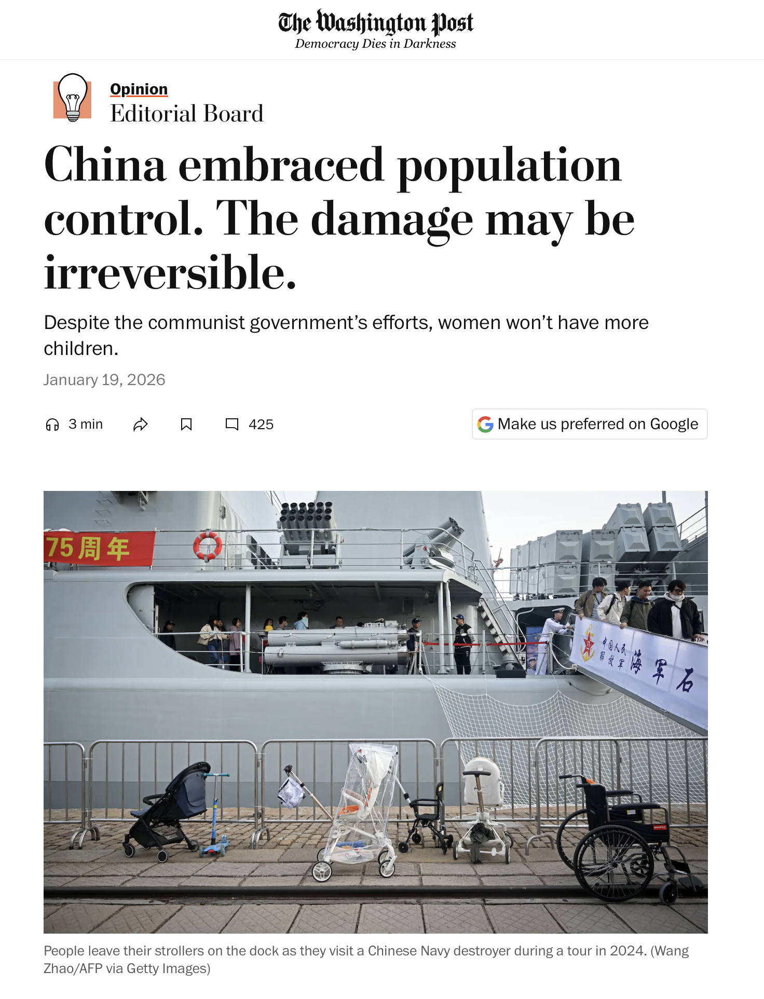 The Washington Post
Democracy Dies in Darkness
Opinion
Editorial Board
China embraced population
control. The damage may be
irreversible.
Despite the communist government’s efforts, women won’t have more
children.
January 19, 2026
3 min
425
Make us preferred on Google
75周年
中国人民
解放军
海军石
People leave their strollers on the dock as they visit a Chinese Navy destroyer during a tour in 2024. (Wang
Zhao/AFP via Getty Images)